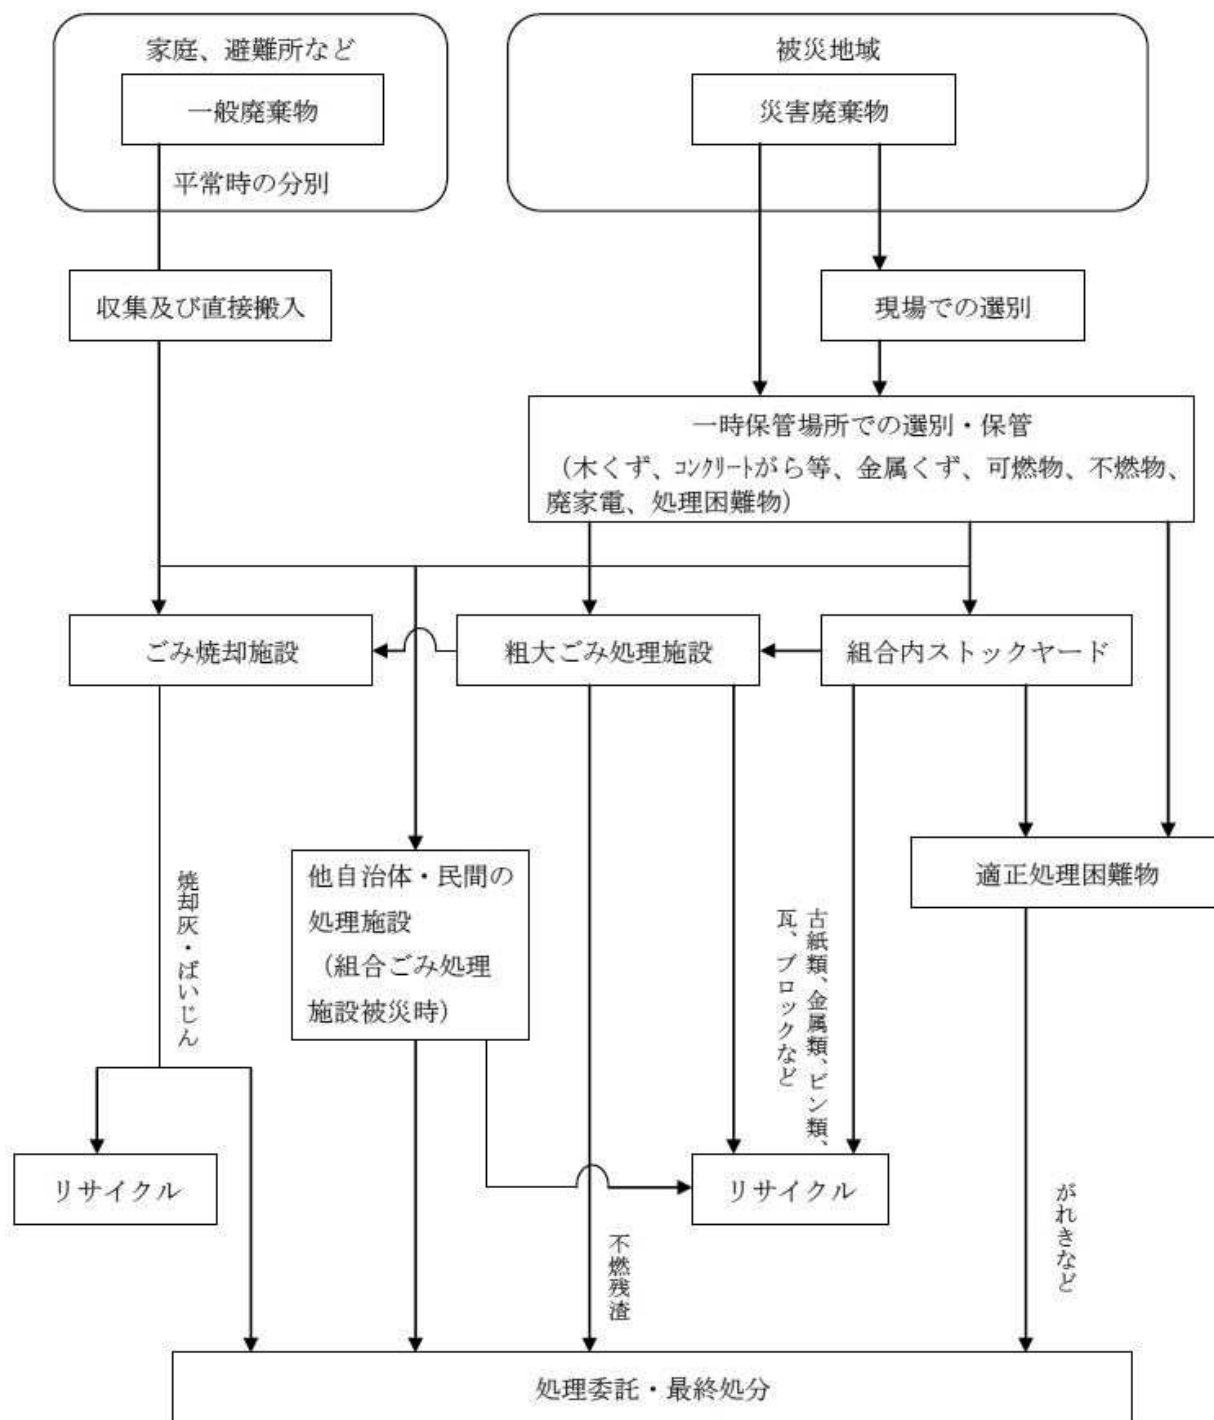 家庭、避難所など
一般廃棄物
平常時の分別
被災地域
災害廃棄物
収集及び直接搬入
現場での選別
一時保管場所での選別・保管
（木くず、コンクリートがら等、金属くず、可燃物、不燃物、
廃家電、処理困難物）
ごみ焼却施設
粗大ごみ処理施設
組合内ストックヤード
他自治体・民間の
処理施設
（組合ごみ処理
施設被災時）
適正処理困難物
焼却灰・ばいじん
古紙類、金属類、ビン類、
瓦、ブロックなど
リサイクル
リサイクル
不燃残渣
がれきなど
処理委託・最終処分